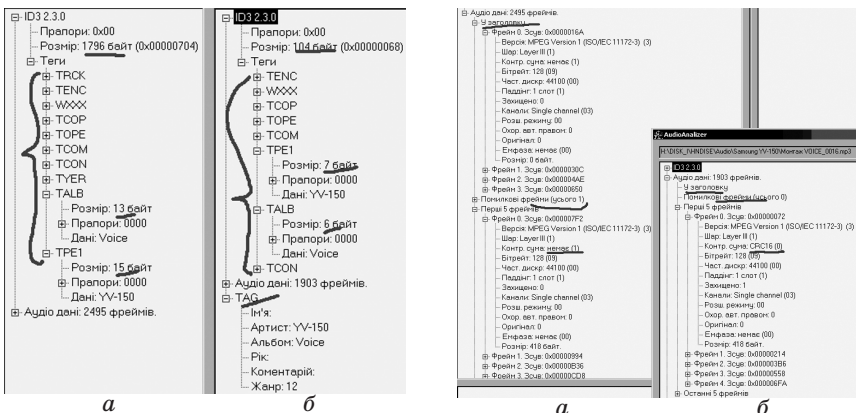 ID3 2.3.0
Прапори: 0x00
Розмір: 1796 байт (0x00000704)
Теги
TRCK
TENC
WXXX
TCOP
TOPE
TCOM
TCON
TYER
TALB
Розмір: 13 байт
Прапори: 0000
Дані: Voice
TPE1
Розмір: 15 байт
Прапори: 0000
Дані: YV-150
Аудіо дані: 2495 фреймів.
а
ID3 2.3.0
Прапори: 0x00
Розмір: 104 байт (0x00000068)
Теги
TENC
WXXX
TCOP
TOPE
TCOM
TPE1
Розмір: 7 байт
Прапори: 0000
Дані: YV-150
TALB
Розмір: 6 байт
Прапори: 0000
Дані: Voice
TCON
Аудіо дані: 1903 фреймів.
TAG
Ім'я:
Артист: YV-150
Альбом: Voice
Рік:
Коментарій:
Жанр: 12
б
Аудіо дані: 2495 фреймів.
У заголовку
Фрейм 0. Зсув: 0x0000016A
Версія: MPEG Version 1 (ISO/IEC 11172-3) (3)
Шар: Layer III (1)
Контр. сума: немає (1)
Бітрейт: 128 (09)
Част. дискр: 44100 (00)
Паддінг: 1 слот (1)
Захищено: 0
Канали: Single channel (03)
Розш. режиму: 00
Охор. авт. правом: 0
Оригінал: 0
Емфаза: немає (00)
Розмір: 0 байт.
Фрейм 1. Зсув: 0x0000030C
Фрейм 2. Зсув: 0x000004AE
Фрейм 3. Зсув: 0x00000650
Помилкові фрейми (усього 1)
Перші 5 фреймів
Фрейм 0. Зсув: 0x000007F2
Версія: MPEG Version 1 (ISO/IEC 11172-3) (3)
Шар: Layer III (1)
Контр. сума: немає (1)
Бітрейт: 128 (09)
Част. дискр: 44100 (00)
Паддінг: 1 слот (1)
Захищено: 0
Канали: Single channel (03)
Розш. режиму: 00
Охор. авт. правом: 0
Оригінал: 0
Емфаза: немає (00)
Розмір: 418 байт.
Фрейм 1. Зсув: 0x00000994
Фрейм 2. Зсув: 0x00000B36
Фрейм 3. Зсув: 0x00000CD8
а
AudioAnalizer
H:\DISK_I\HNDISE\Audio\Samsung YV-150\Монтаж VOICE_0016.mp3
ID3 2.3.0
Аудіо дані: 1903 фреймів.
У заголовку
Помилкові фрейми (усього 0)
Перші 5 фреймів
Фрейм 0. Зсув: 0x00000072
Версія: MPEG Version 1 (ISO/IEC 11172-3) (3)
Шар: Layer III (1)
Контр. сума: CRC16 (0)
Бітрейт: 128 (09)
Част. дискр: 44100 (00)
Паддінг: 1 слот (1)
Захищено: 1
Канали: Single channel (03)
Розш. режиму: 00
Охор. авт. правом: 0
Оригінал: 0
Емфаза: немає (00)
Розмір: 418 байт.
Фрейм 1. Зсув: 0x00000214
Фрейм 2. Зсув: 0x000003B6
Фрейм 3. Зсув: 0x00000558
Фрейм 4. Зсув: 0x000006FA
Останні 5 фреймів
б